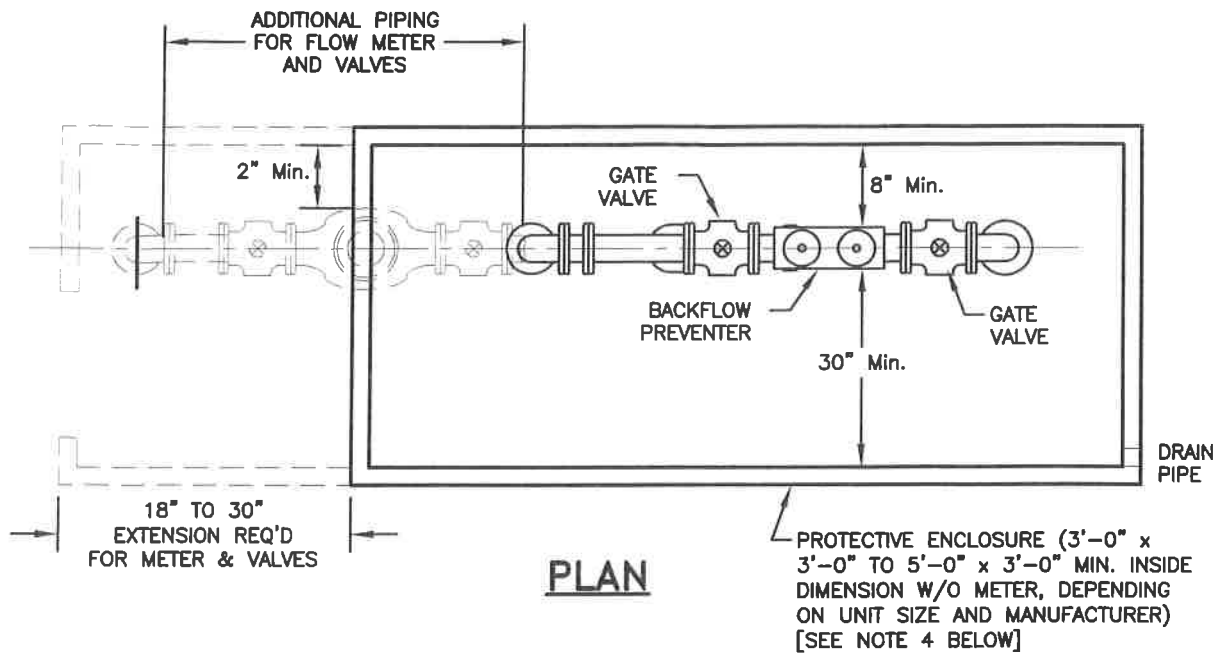 ADDITIONAL PIPING
FOR FLOW METER
AND VALVES
2" Min.
GATE
VALVE
8" Min.
BACKFLOW
PREVENTER
GATE
VALVE
30" Min.
DRAIN
PIPE
18" TO 30"
EXTENSION REQ'D
FOR METER & VALVES
PLAN
PROTECTIVE ENCLOSURE (3'-0" x
3'-0" TO 5'-0" x 3'-0" MIN. INSIDE
DIMENSION W/O METER, DEPENDING
ON UNIT SIZE AND MANUFACTURER)
[SEE NOTE 4 BELOW]